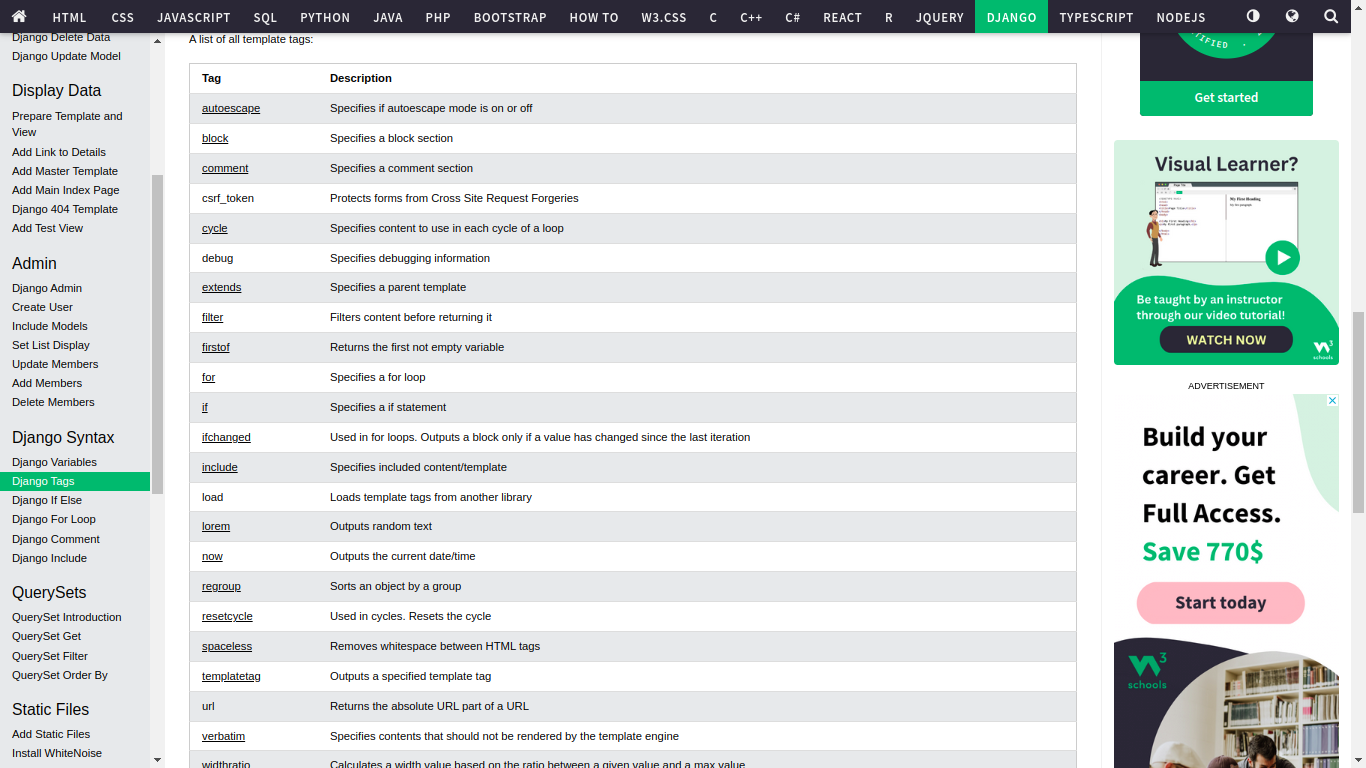 HTML CSS JAVASCRIPT SQL PYTHON JAVA PHP BOOTSTRAP HOW TO W3.CSS C C++ C# REACT R JQUERY DJANGO TYPESCRIPT NODEJS
Django Delete Data
Django Update Model
Display Data
Prepare Template and
View
Add Link to Details
Add Master Template
Add Main Index Page
Django 404 Template
Add Test View
Admin
Django Admin
Create User
Include Models
Set List Display
Update Members
Add Members
Delete Members
Django Syntax
Django Variables
Django Tags
Django If Else
Django For Loop
Django Comment
Django Include
QuerySets
QuerySet Introduction
QuerySet Get
QuerySet Filter
QuerySet Order By
Static Files
Add Static Files
Install WhiteNoise
A list of all template tags:
Tag Description
autoescape Specifies if autoescape mode is on or off
block Specifies a block section
comment Specifies a comment section
csrf_token Protects forms from Cross Site Request Forgeries
cycle Specifies content to use in each cycle of a loop
debug Specifies debugging information
extends Specifies a parent template
filter Filters content before returning it
firstof Returns the first not empty variable
for Specifies a for loop
if Specifies a if statement
ifchanged Used in for loops. Outputs a block only if a value has changed since the last iteration
include Specifies included content/template
load Loads template tags from another library
lorem Outputs random text
now Outputs the current date/time
regroup Sorts an object by a group
resetcycle Used in cycles. Resets the cycle
spaceless Removes whitespace between HTML tags
templatetag Outputs a specified template tag
url Returns the absolute URL part of a URL
verbatim Specifies contents that should not be rendered by the template engine
widthratio Calculates a width value based on the ratio between a given value and a max value
Get started
Visual Learner?
My First Heading
Be taught by an instructor
through our video tutorial!
WATCH NOW
w3
schools
ADVERTISEMENT
Build your
career. Get
Full Access.
Save 770$
Start today
w3
schools